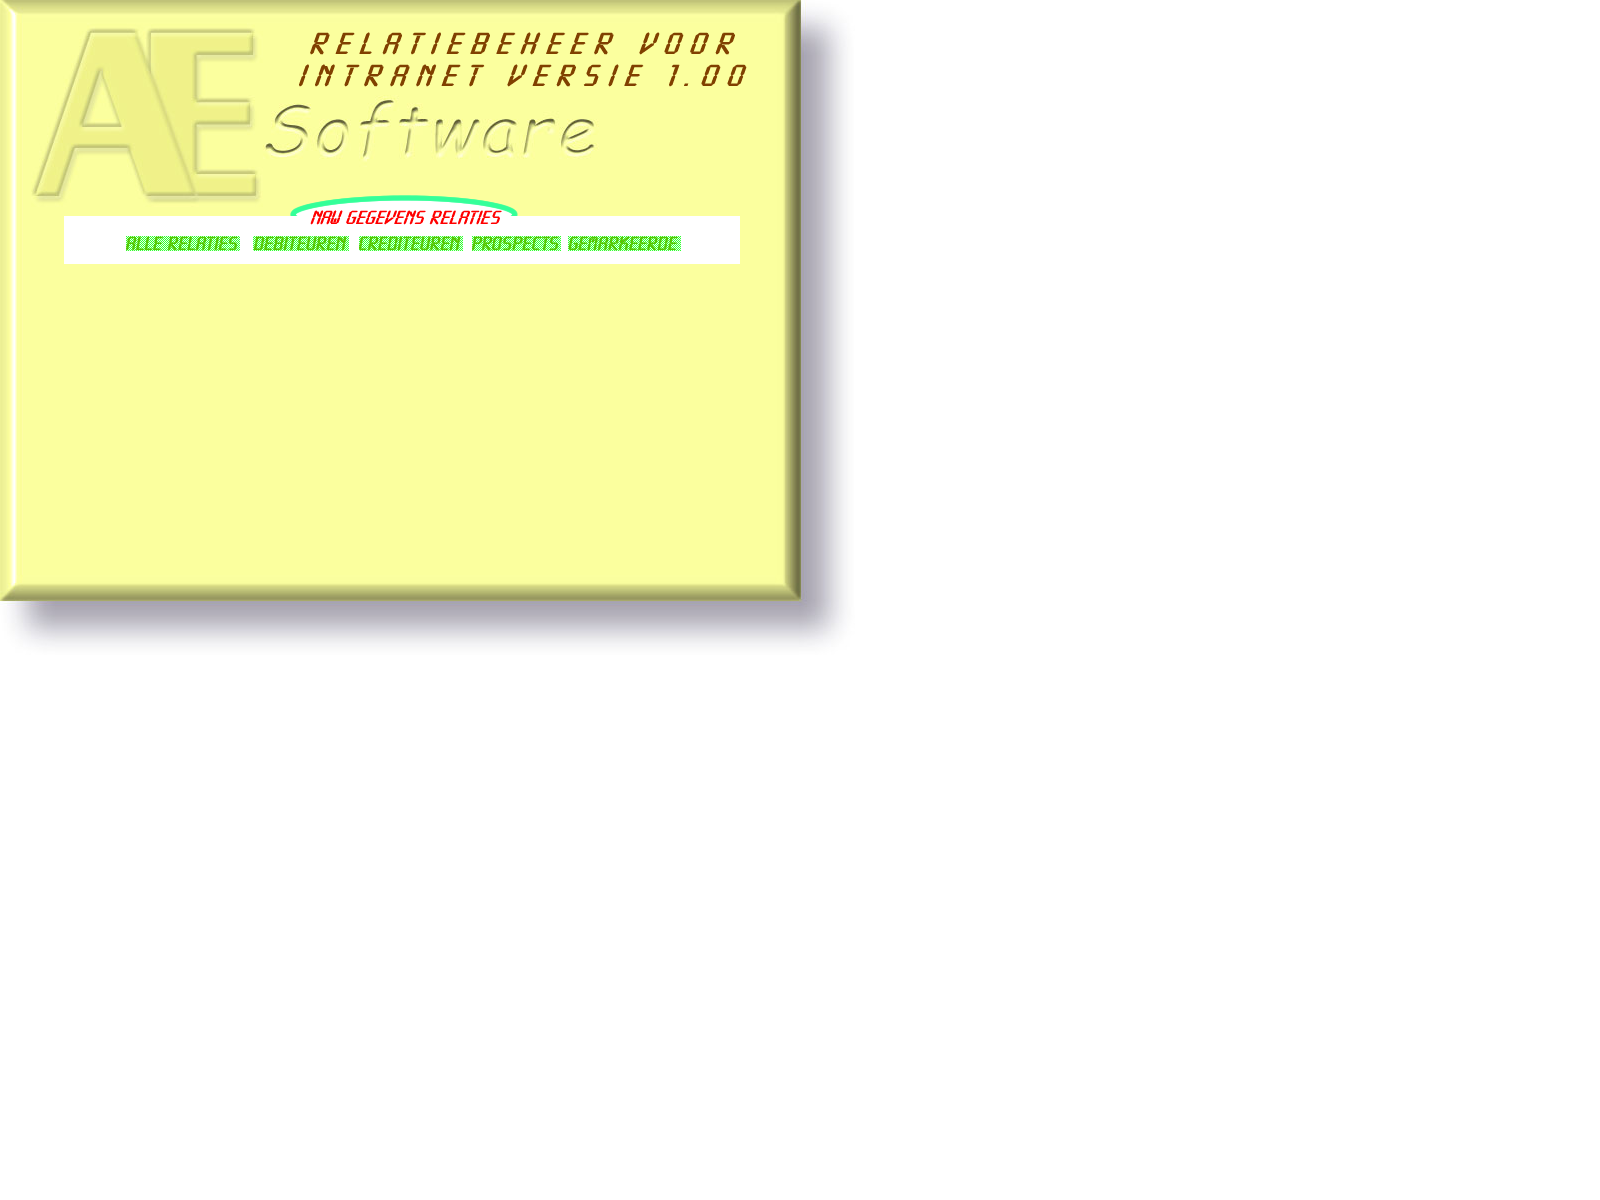 RELATIEBEHEER VOOR
INTRANET VERSIE 1.00
AE Software
NAW GEGEVENS RELATIES
ALLE RELATIES DEBITEUREN CREDITEUREN PROSPECTS GEMARKEERDE